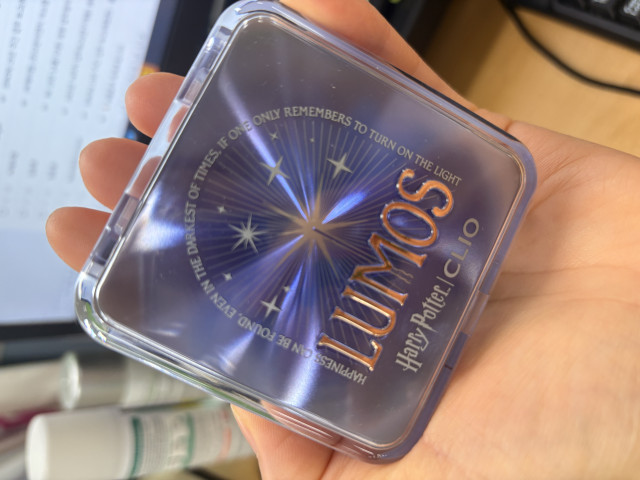 HAPPINESS CAN BE FOUND, EVEN IN THE DARKEST OF TIMES, IF ONE ONLY REMEMBERS TO TURN ON THE LIGHT
LUMOS
Harry Potter | CLIO